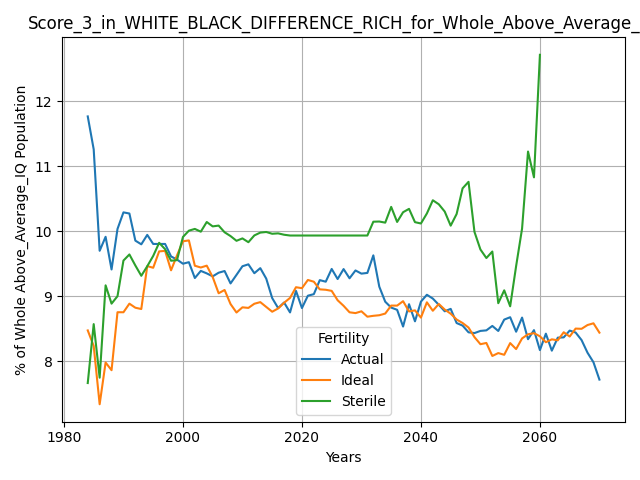 Score_3_in_WHITE_BLACK_DIFFERENCE_RICH_for_Whole_Above_Average_
% of Whole Above_Average_IQ Population
12
11
10
9
8
1980
2000
2020
2040
2060
Years
Fertility
Actual
Ideal
Sterile